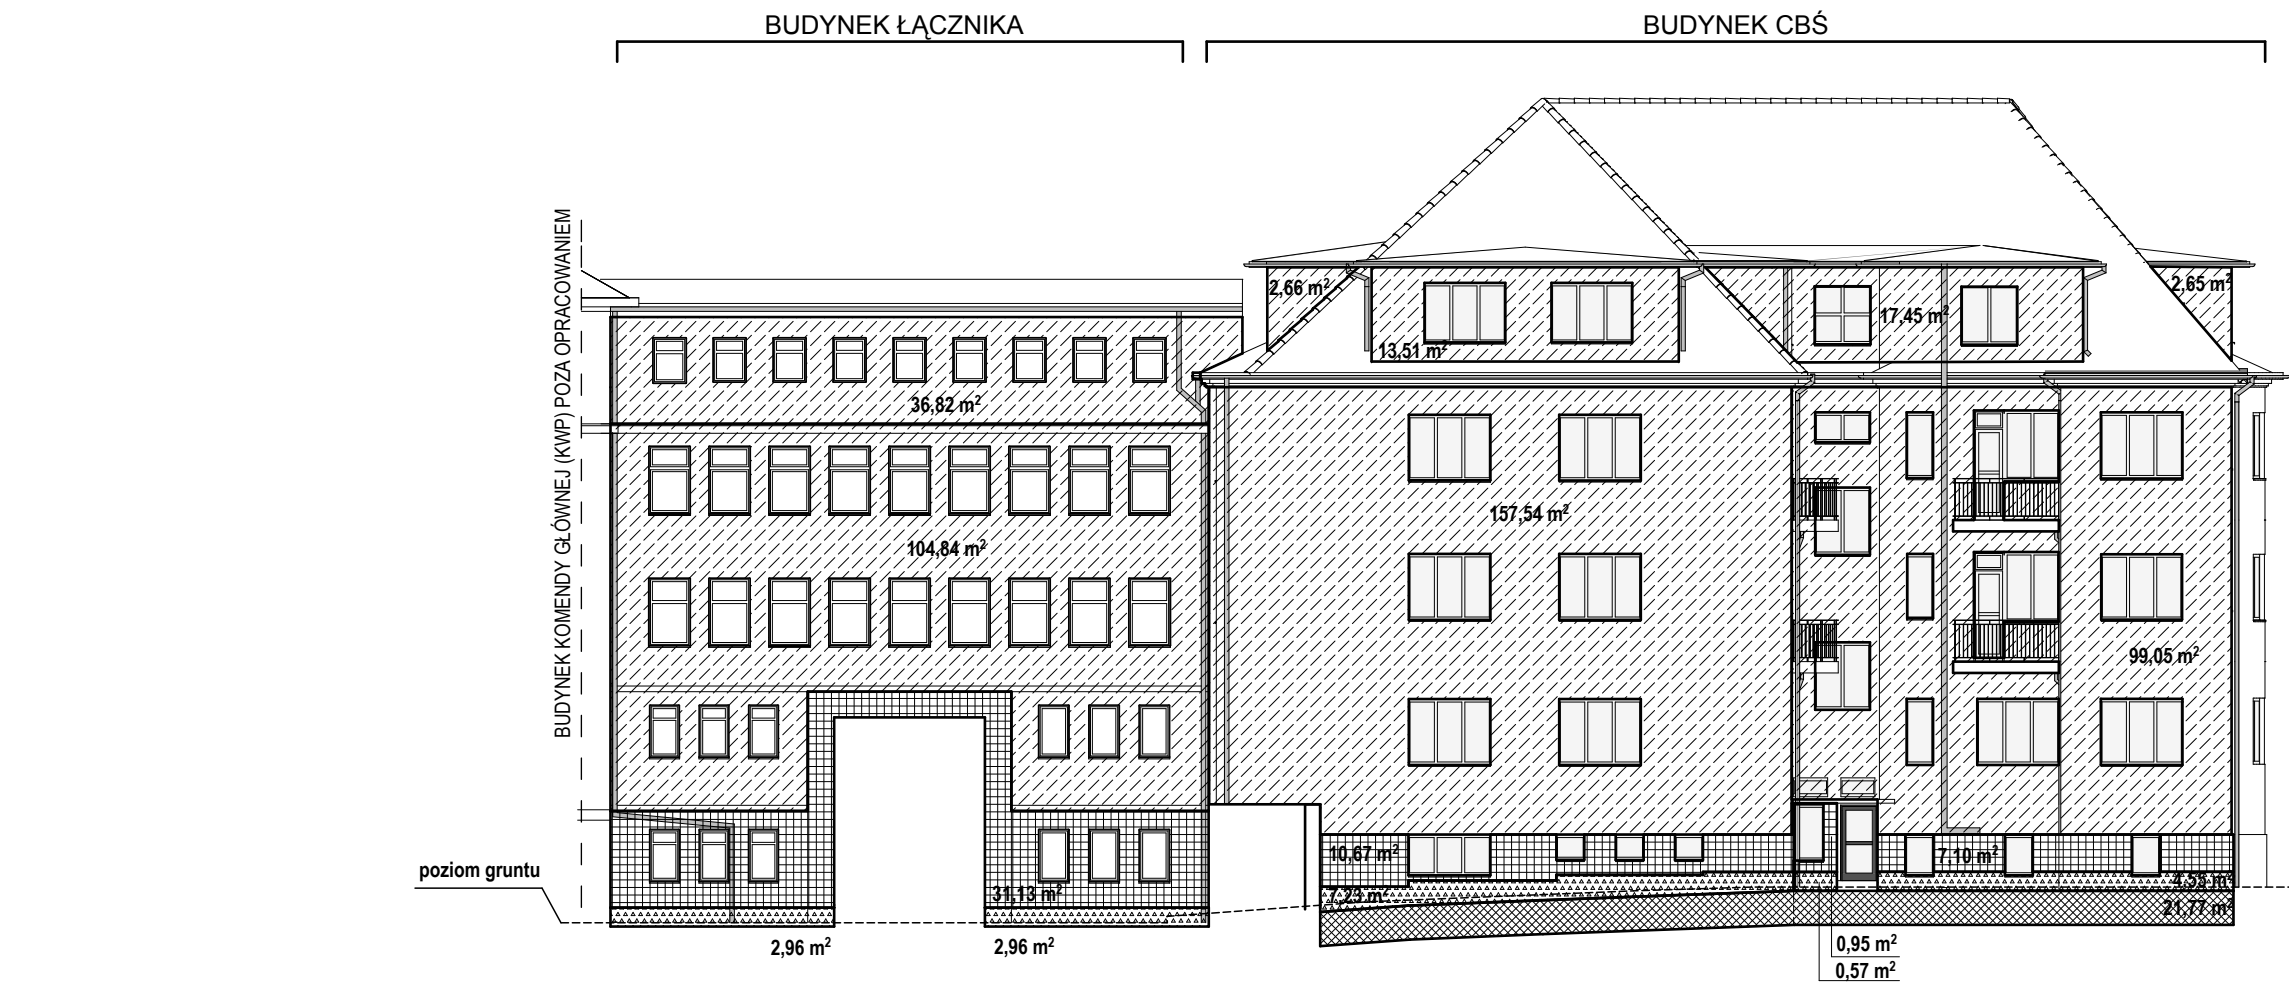 BUDYNEK ŁĄCZNIKA
BUDYNEK CBŚ
BUDYNEK KOMENDY GŁÓWNEJ (KWP) POZA OPRACOWANIEM
2,66 m²
2,65 m²
17,45 m²
13,51 m²
36,82 m²
157,54 m²
104,84 m²
99,05 m²
10,67 m²
7,10 m²
poziom gruntu
4,55 m²
31,13 m²
7,23 m²
21,77 m²
2,96 m²
2,96 m²
0,95 m²
0,57 m²